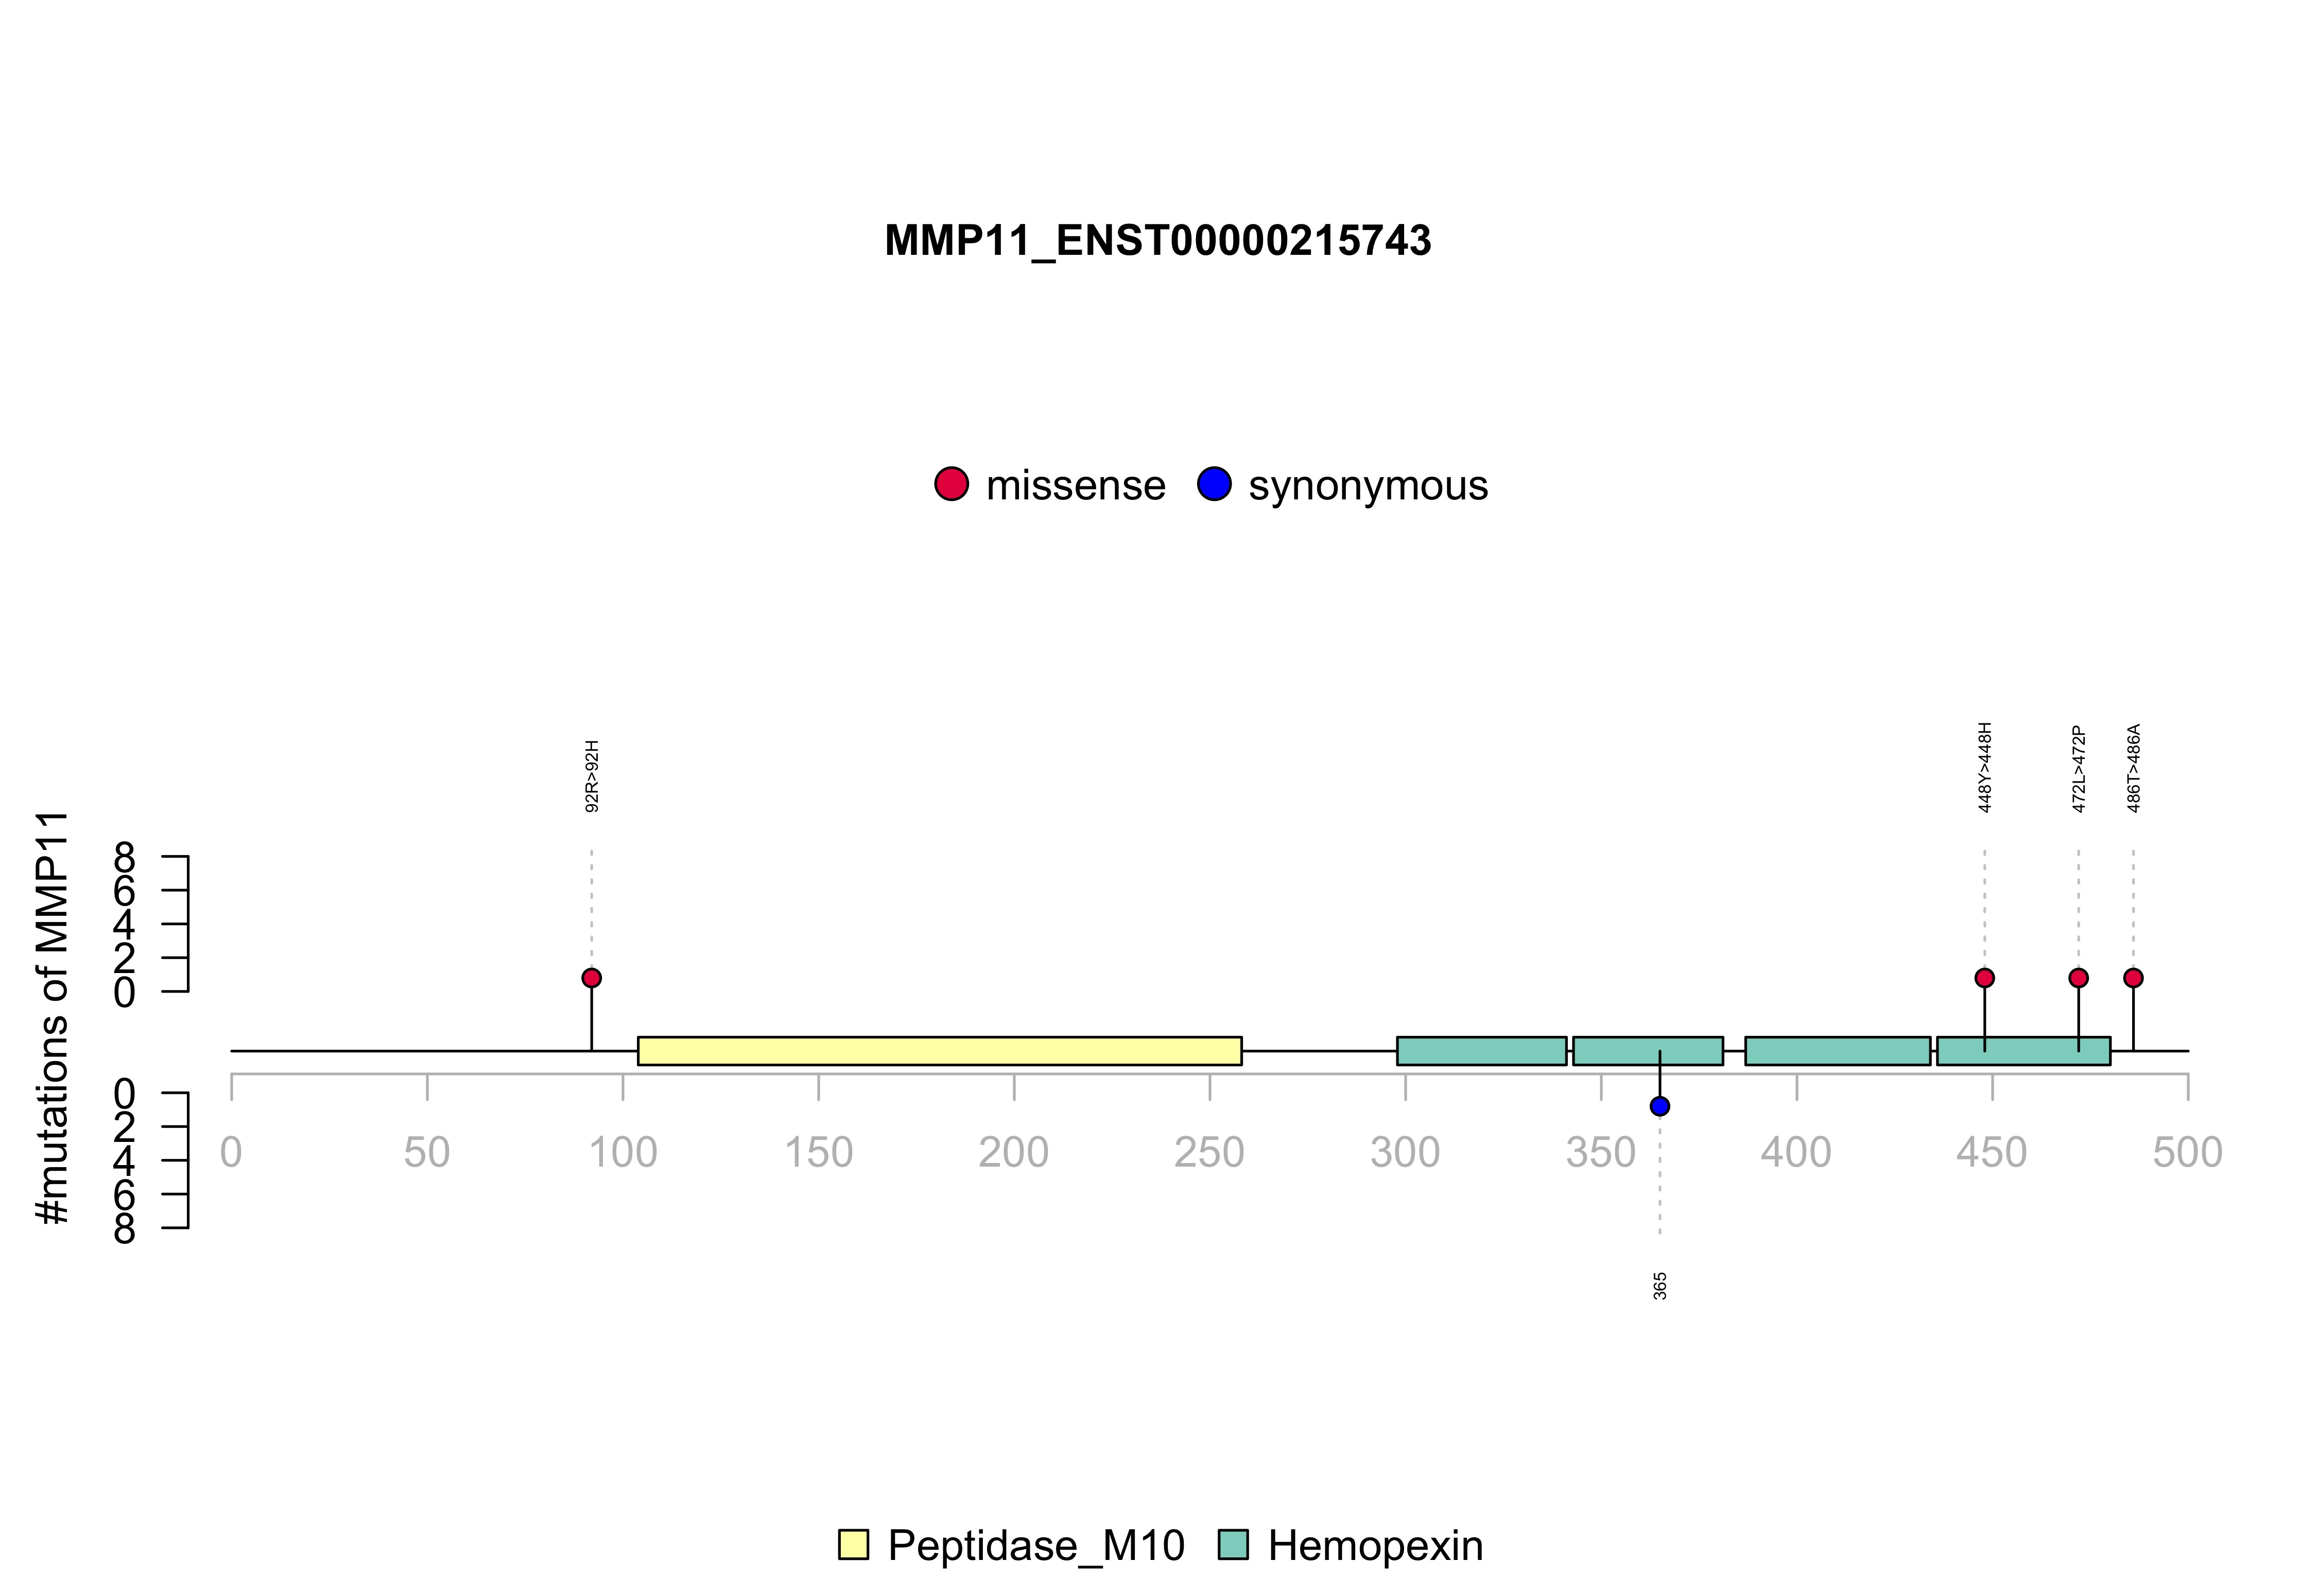 MMP11_ENST00000215743
missense synonymous
92R>92H 448Y>448H 472L>472P 486T>486A
#mutations of MMP11
8
6
4
2
0
0
2
4
6
8
0 50 100 150 200 250 300 350 400 450 500
365
Peptidase_M10 Hemopexin